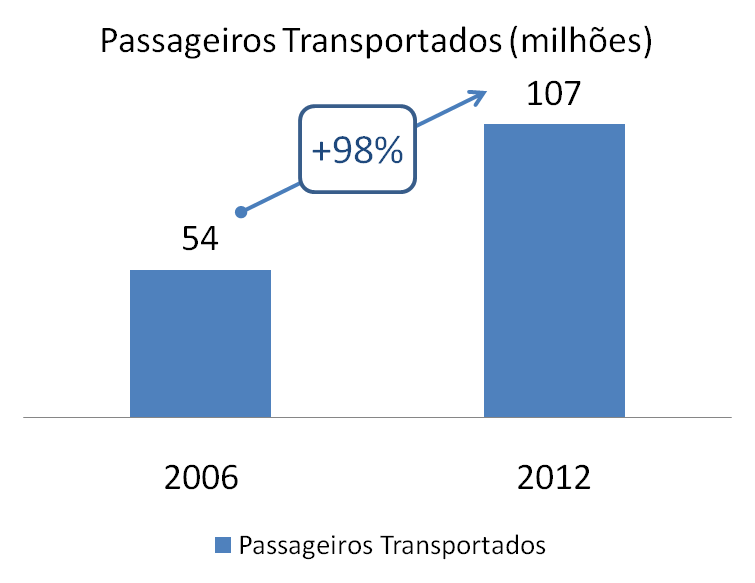 Passageiros Transportados (milhões)
107
+98%
54
2006 2012
Passageiros Transportados